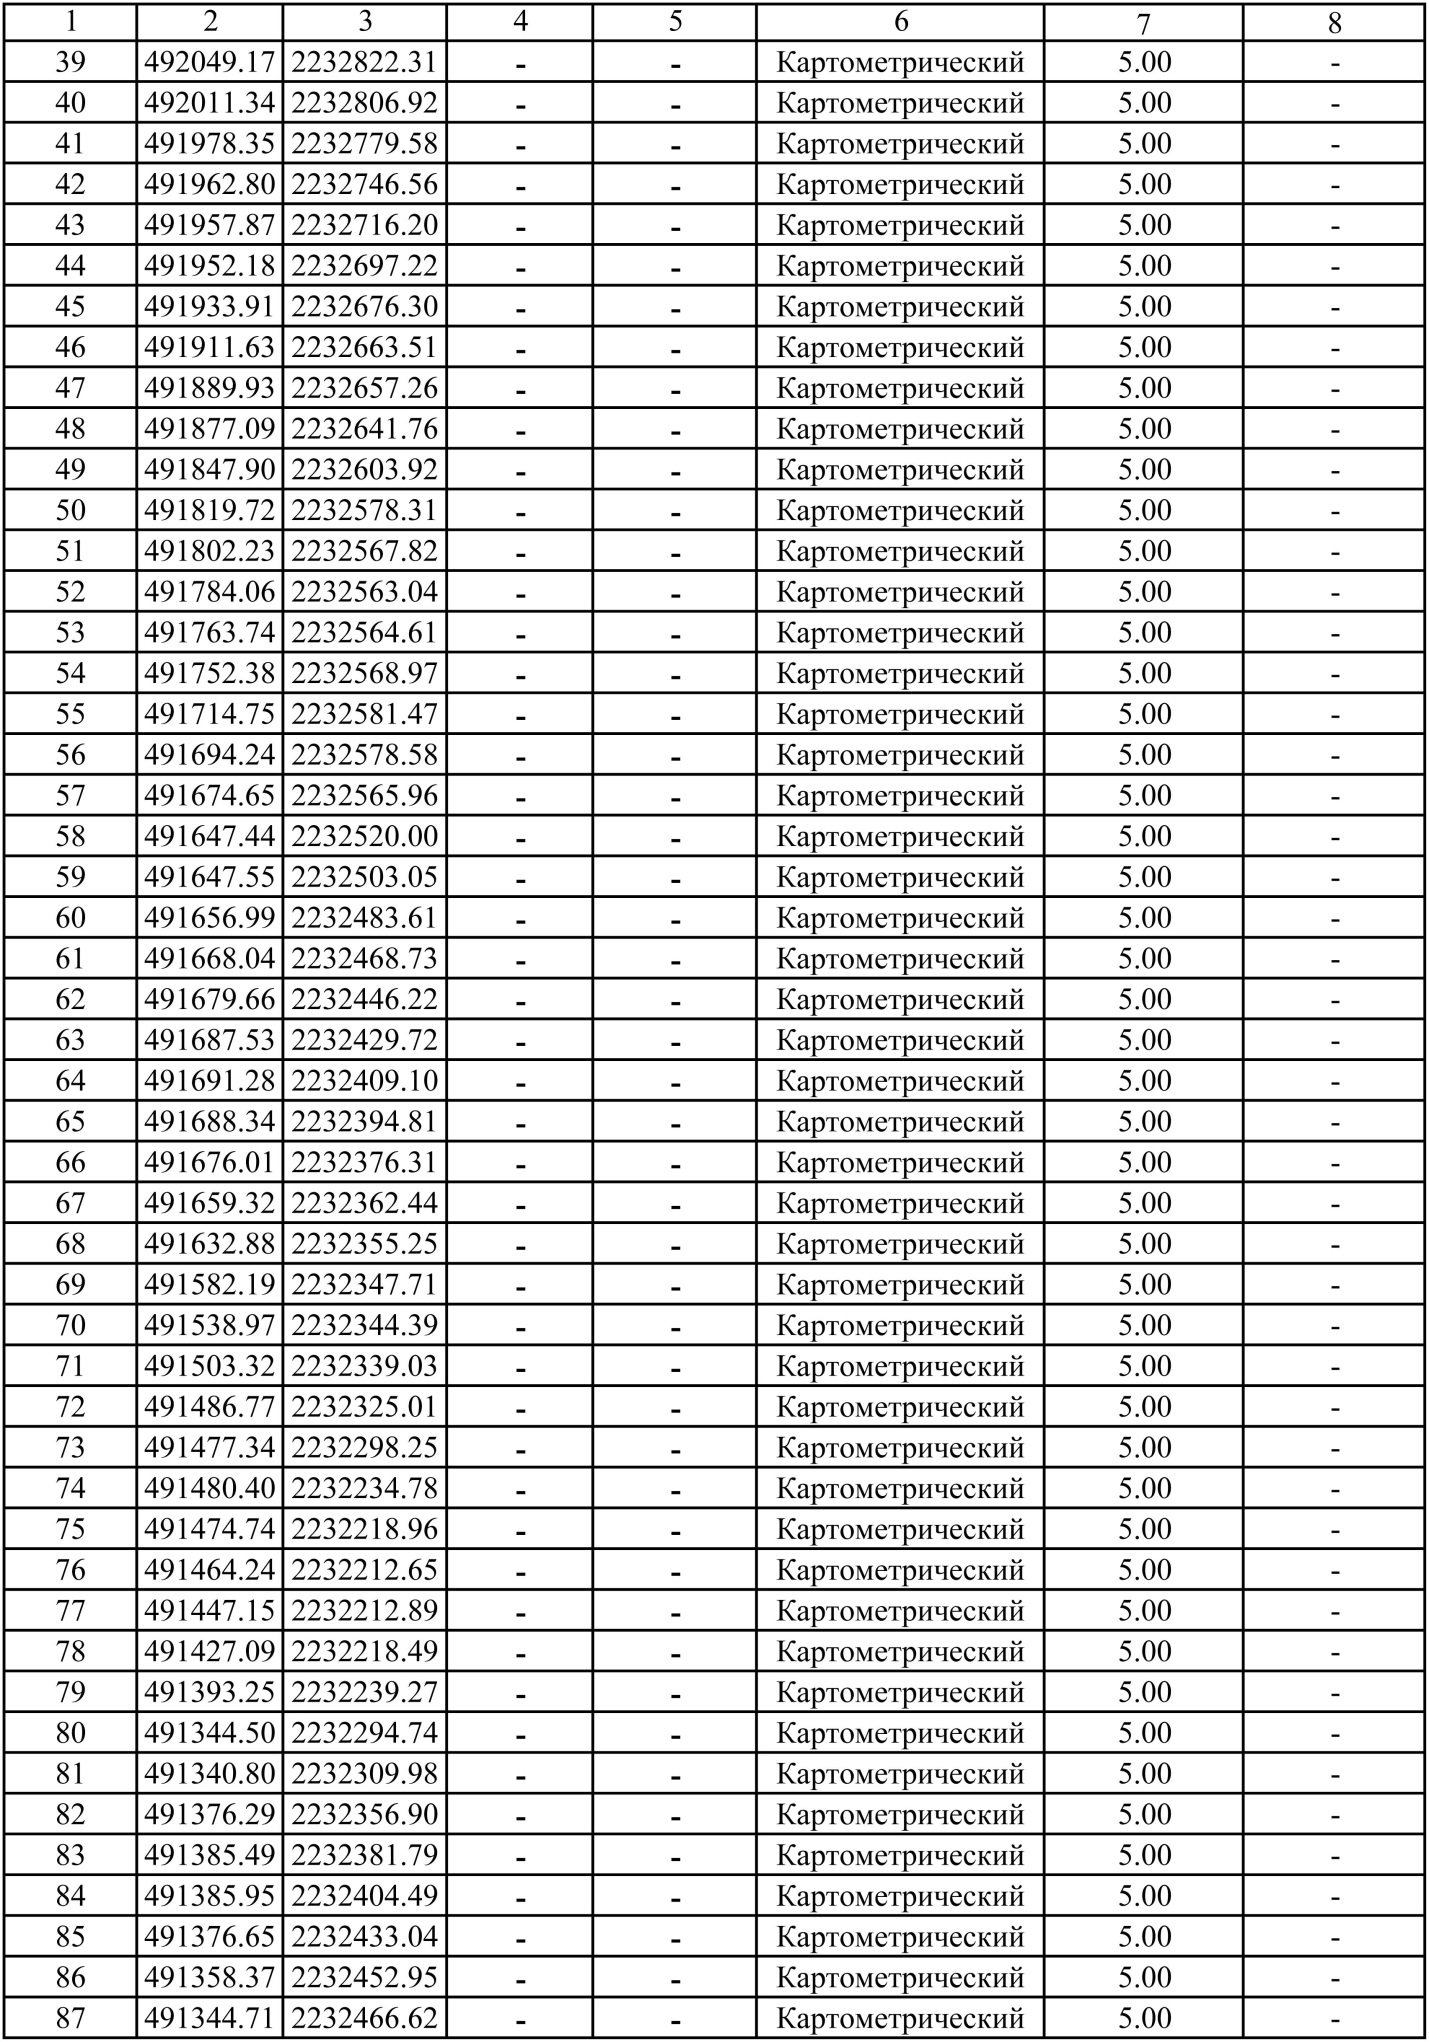 1 2 3 4 5 6 7 8
39 492049.17 2232822.31 - - Картометрический 5.00 -
40 492011.34 2232806.92 - - Картометрический 5.00 -
41 491978.35 2232779.58 - - Картометрический 5.00 -
42 491962.80 2232746.56 - - Картометрический 5.00 -
43 491957.87 2232716.20 - - Картометрический 5.00 -
44 491952.18 2232697.22 - - Картометрический 5.00 -
45 491933.91 2232676.30 - - Картометрический 5.00 -
46 491911.63 2232663.51 - - Картометрический 5.00 -
47 491889.93 2232657.26 - - Картометрический 5.00 -
48 491877.09 2232641.76 - - Картометрический 5.00 -
49 491847.90 2232603.92 - - Картометрический 5.00 -
50 491819.72 2232578.31 - - Картометрический 5.00 -
51 491802.23 2232567.82 - - Картометрический 5.00 -
52 491784.06 2232563.04 - - Картометрический 5.00 -
53 491763.74 2232564.61 - - Картометрический 5.00 -
54 491752.38 2232568.97 - - Картометрический 5.00 -
55 491714.75 2232581.47 - - Картометрический 5.00 -
56 491694.24 2232578.58 - - Картометрический 5.00 -
57 491674.65 2232565.96 - - Картометрический 5.00 -
58 491647.44 2232520.00 - - Картометрический 5.00 -
59 491647.55 2232503.05 - - Картометрический 5.00 -
60 491656.99 2232483.61 - - Картометрический 5.00 -
61 491668.04 2232468.73 - - Картометрический 5.00 -
62 491679.66 2232446.22 - - Картометрический 5.00 -
63 491687.53 2232429.72 - - Картометрический 5.00 -
64 491691.28 2232409.10 - - Картометрический 5.00 -
65 491688.34 2232394.81 - - Картометрический 5.00 -
66 491676.01 2232376.31 - - Картометрический 5.00 -
67 491659.32 2232362.44 - - Картометрический 5.00 -
68 491632.88 2232355.25 - - Картометрический 5.00 -
69 491582.19 2232347.71 - - Картометрический 5.00 -
70 491538.97 2232344.39 - - Картометрический 5.00 -
71 491503.32 2232339.03 - - Картометрический 5.00 -
72 491486.77 2232325.01 - - Картометрический 5.00 -
73 491477.34 2232298.25 - - Картометрический 5.00 -
74 491480.40 2232234.78 - - Картометрический 5.00 -
75 491474.74 2232218.96 - - Картометрический 5.00 -
76 491464.24 2232212.65 - - Картометрический 5.00 -
77 491447.15 2232212.89 - - Картометрический 5.00 -
78 491427.09 2232218.49 - - Картометрический 5.00 -
79 491393.25 2232239.27 - - Картометрический 5.00 -
80 491344.50 2232294.74 - - Картометрический 5.00 -
81 491340.80 2232309.98 - - Картометрический 5.00 -
82 491376.29 2232356.90 - - Картометрический 5.00 -
83 491385.49 2232381.79 - - Картометрический 5.00 -
84 491385.95 2232404.49 - - Картометрический 5.00 -
85 491376.65 2232433.04 - - Картометрический 5.00 -
86 491358.37 2232452.95 - - Картометрический 5.00 -
87 491344.71 2232466.62 - - Картометрический 5.00 -